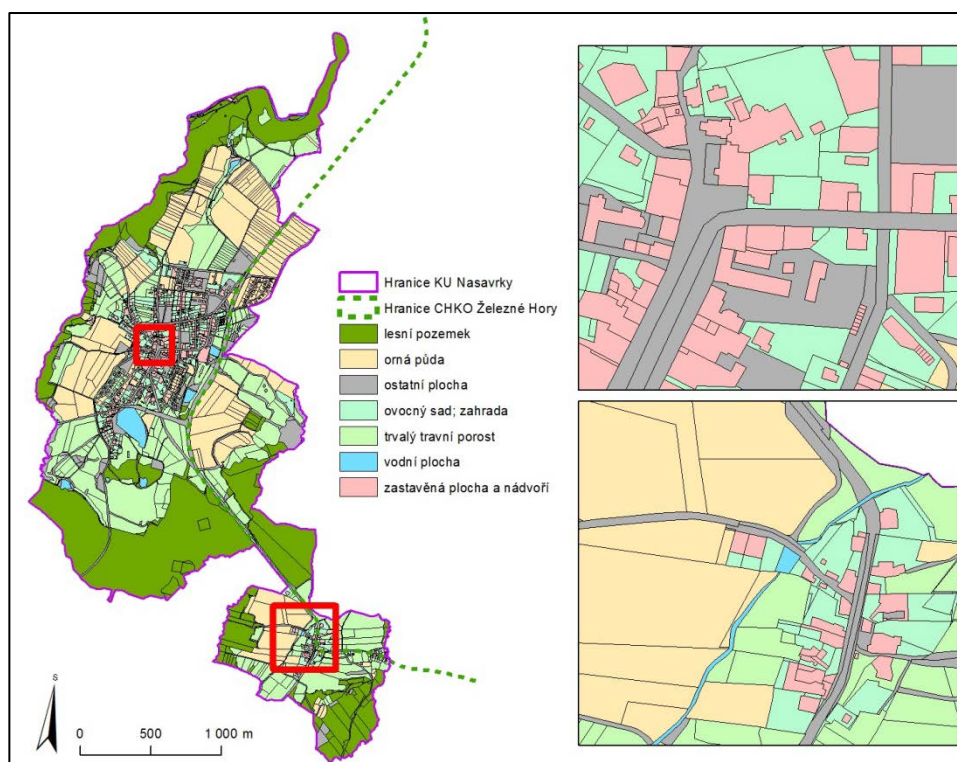 Hranice KU Nasavrky
Hranice CHKO Železné Hory
lesní pozemek
orná půda
ostatní plocha
ovocný sad; zahrada
trvalý travní porost
vodní plocha
zastavěná plocha a nádvoří
S
0 500 1 000 m